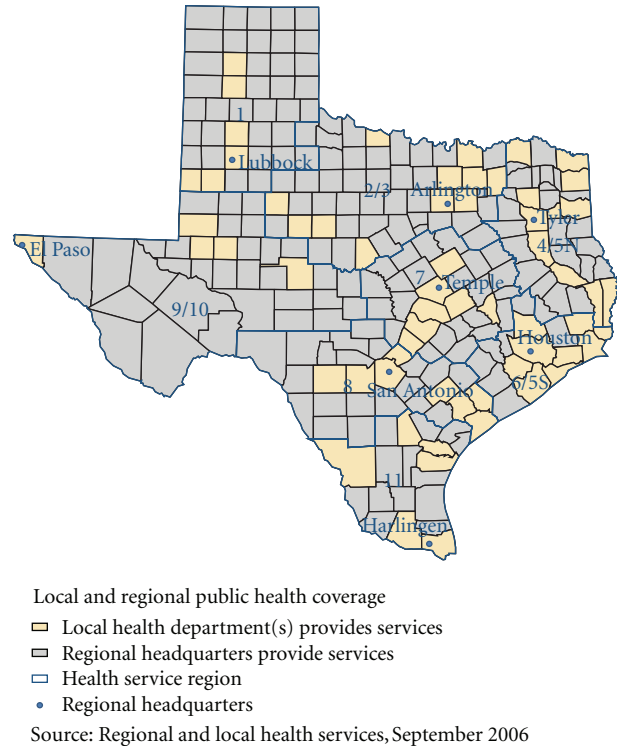 1
Lubbock
2/3
Arlington
Tyler
4/5N
El Paso
7
Temple
9/10
Houston
8
San Antonio
6/5S
11
Harlingen
Local and regional public health coverage
Local health department(s) provides services
Regional headquarters provide services
Health service region
Regional headquarters
Source: Regional and local health services, September 2006